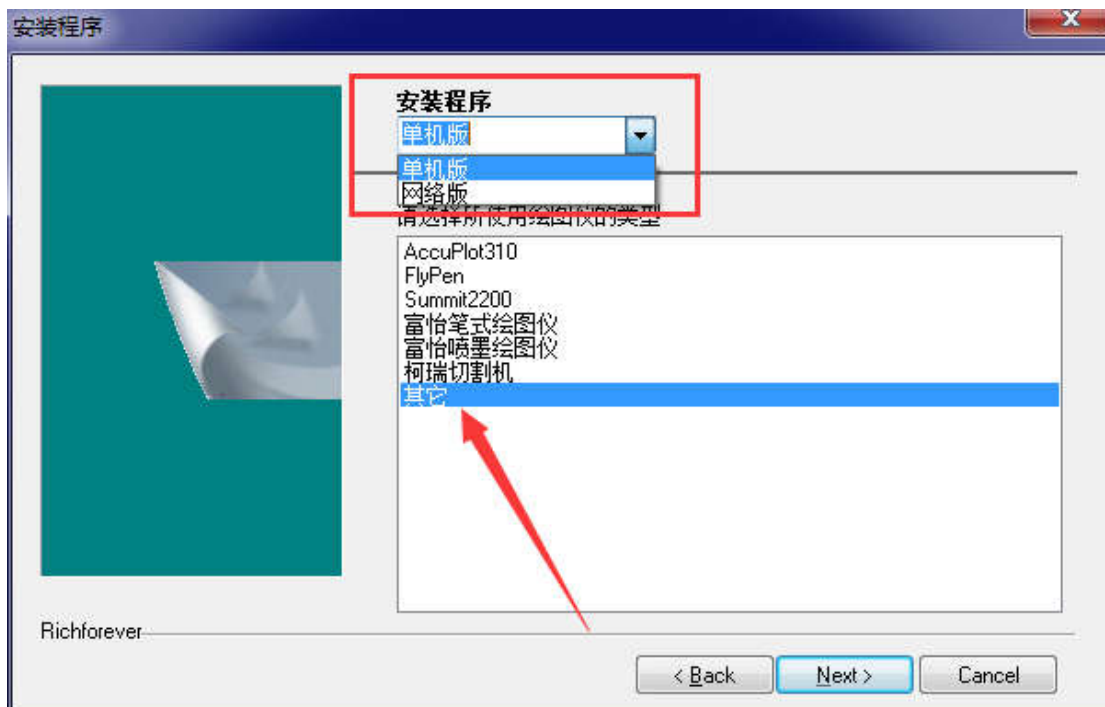 安装程序
安装程序
单机版
单机版
网络版
请选择所使用绘图仪的类型
AccuPlot310
FlyPen
Summit2200
富怡笔式绘图仪
富怡喷墨绘图仪
柯瑞切割机
其它
Richforever
< Back
Next >
Cancel